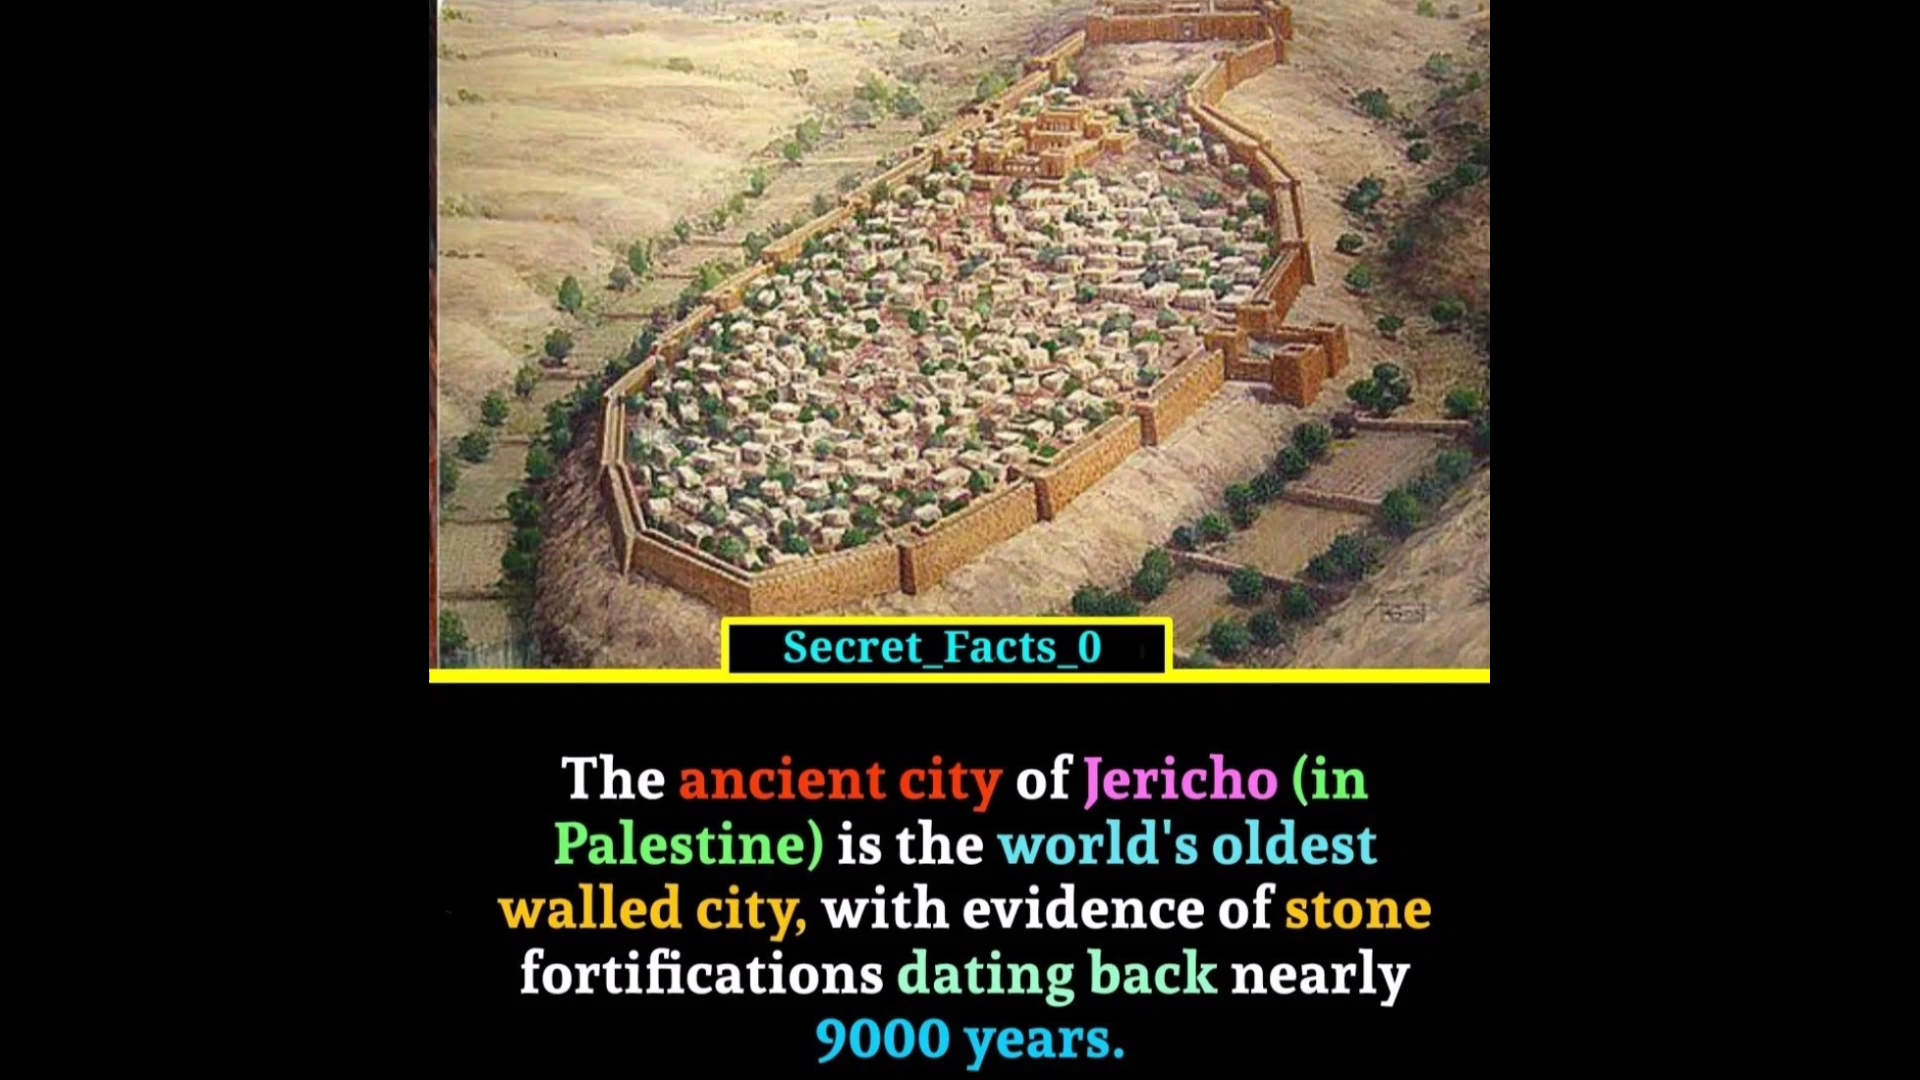 Secret_Facts_0
The ancient city of Jericho (in
Palestine) is the world's oldest
walled city, with evidence of stone
fortifications dating back nearly
9000 years.